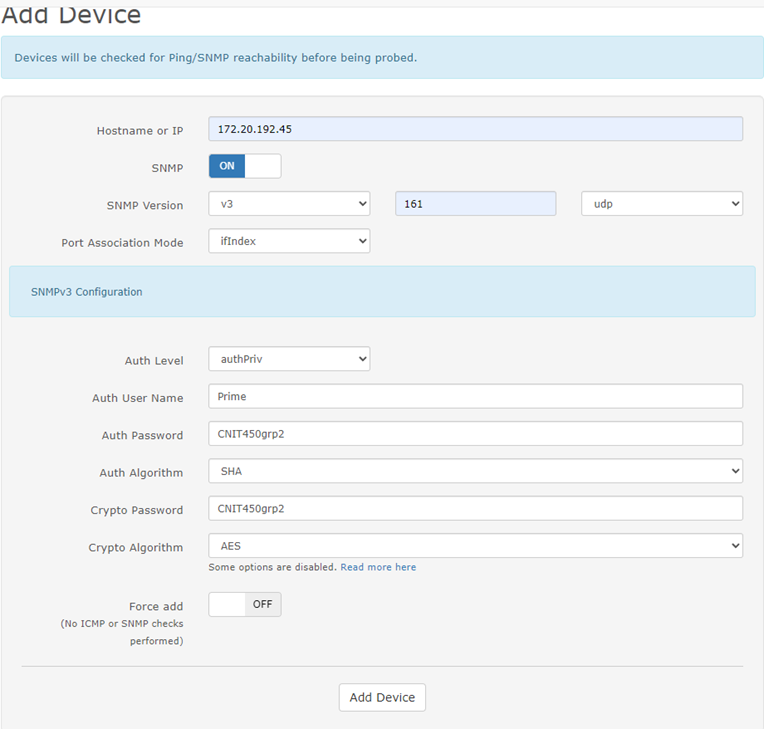 Add Device
Devices will be checked for Ping/SNMP reachability before being probed.
Hostname or IP 172.20.192.45
SNMP ON
SNMP Version v3 161 udp
Port Association Mode ifIndex
SNMPv3 Configuration
Auth Level authPriv
Auth User Name Prime
Auth Password CNIT450grp2
Auth Algorithm SHA
Crypto Password CNIT450grp2
Crypto Algorithm AES
Some options are disabled. Read more here
Force add OFF
(No ICMP or SNMP checks
performed)
Add Device